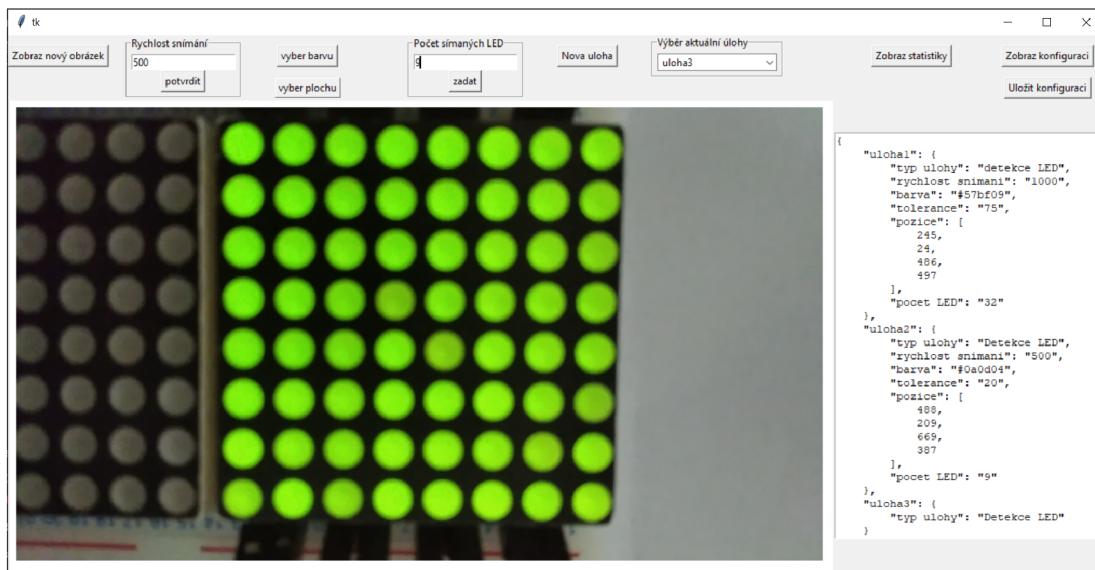 tk
Rychlost snímání
Počet símaných LED
Výběr aktuální úlohy
Zobraz nový obrázek
500
vyber barvu
9
Nova uloha
uloha3
Zobraz statistiky
Zobraz konfiguraci
potvrdit
vyber plochu
zadat
Uložit konfiguraci
{
"uloha1": {
"typ ulohy": "detekce LED",
"rychlost snimani": "1000",
"barva": "#57bf09",
"tolerance": "75",
"pozice": [
245,
24,
486,
497
],
"pocet LED": "32"
},
"uloha2": {
"typ ulohy": "Detekce LED",
"rychlost snimani": "500",
"barva": "#0a0d04",
"tolerance": "20",
"pozice": [
488,
209,
669,
387
],
"pocet LED": "9"
},
"uloha3": {
"typ ulohy": "Detekce LED"
}